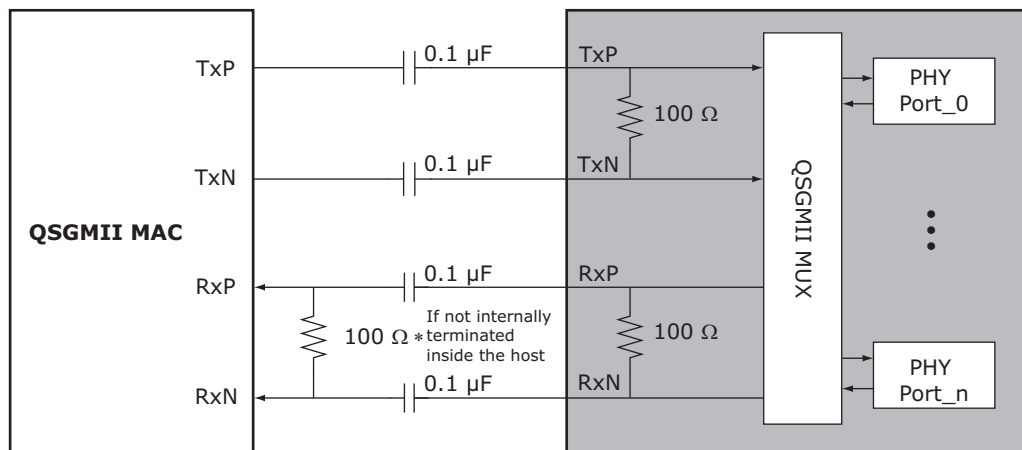 0.1 µF
TxP
TxP
PHY
Port_0
100 Ω
0.1 µF
TxN
TxN
QSGMII MAC
QSGMII MUX
0.1 µF
RxP
RxP
If not internally
100 Ω * terminated
inside the host
100 Ω
0.1 µF
RxN
RxN
PHY
Port_n